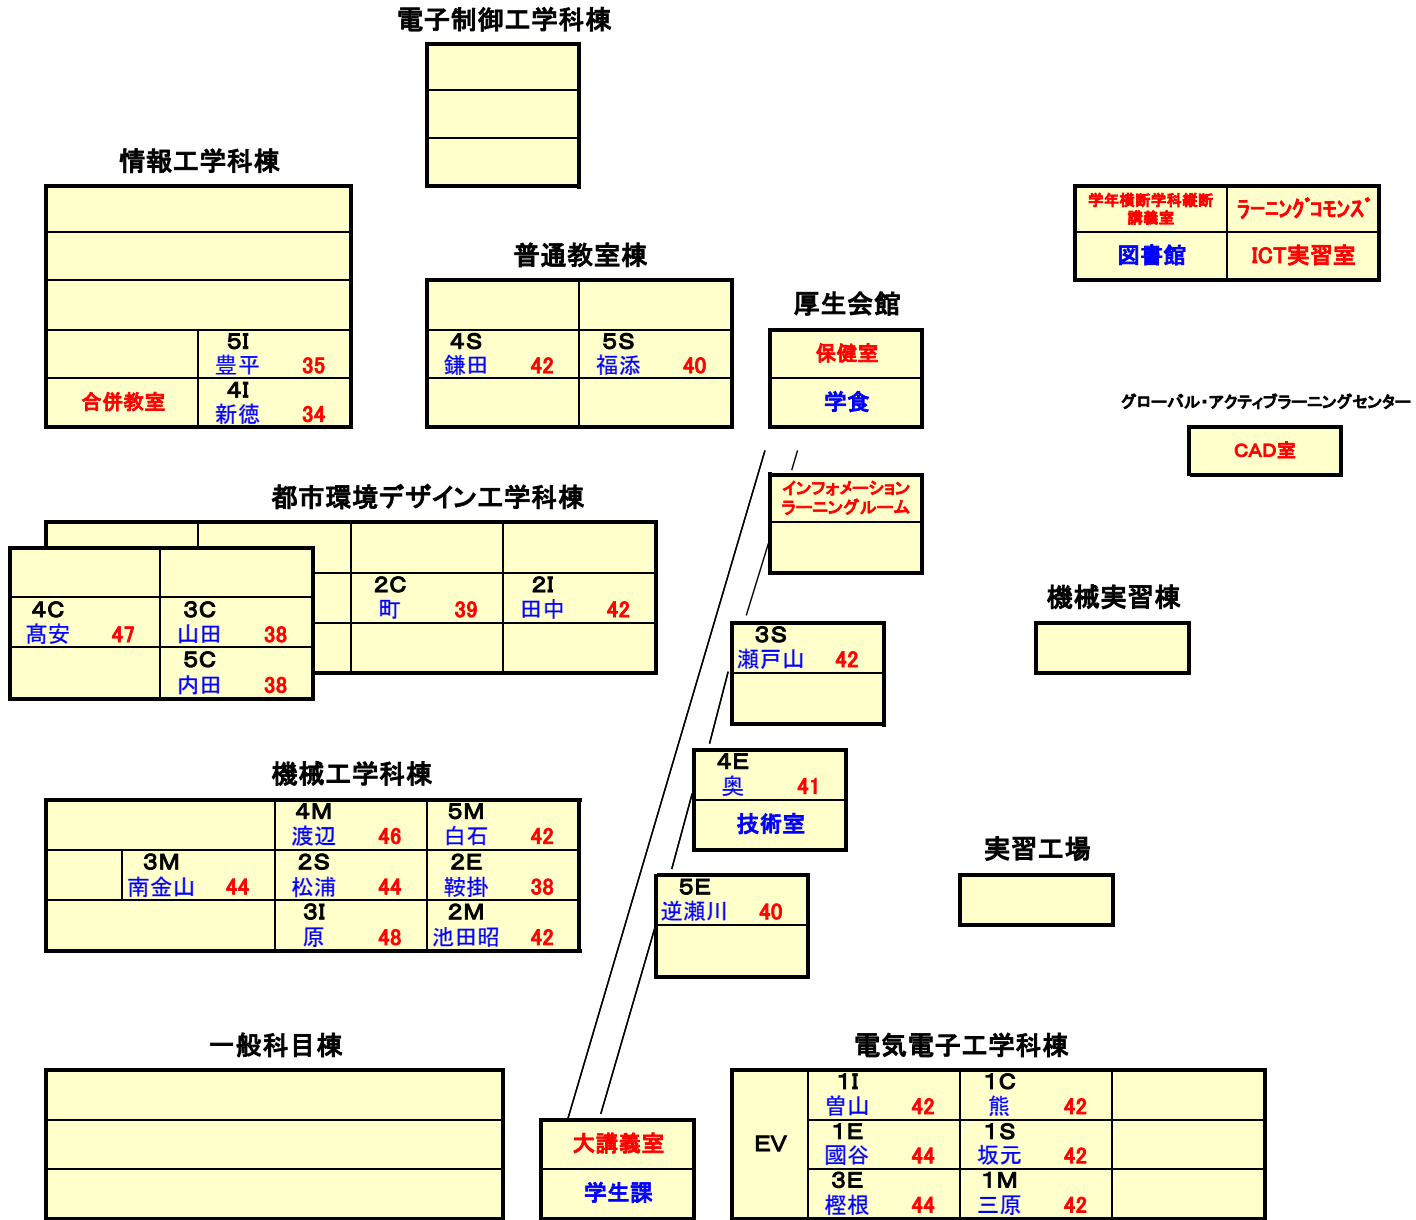 電子制御工学科棟
情報工学科棟
5I
豊平 35
合併教室
4I
新徳 34
普通教室棟
4S
鎌田 42
5S
福添 40
厚生会館
保健室
学食
学年横断学科縦断
講義室
ラーニングコモンズ
図書館
ICT実習室
グローバル・アクティブラーニングセンター
CAD室
インフォメーション
ラーニングルーム
都市環境デザイン工学科棟
2C
町 39
2I
田中 42
4C
髙安 47
3C
山田 38
5C
内田 38
機械実習棟
3S
瀬戸山 42
4E
奥 41
技術室
機械工学科棟
4M
渡辺 46
5M
白石 42
3M
南金山 44
2S
松浦 44
2E
鞍掛 38
3I
原 48
2M
池田昭 42
実習工場
5E
逆瀬川 40
一般科目棟
大講義室
学生課
電気電子工学科棟
EV
1I
曽山 42
1C
熊 42
1E
國谷 44
1S
坂元 42
3E
樫根 44
1M
三原 42